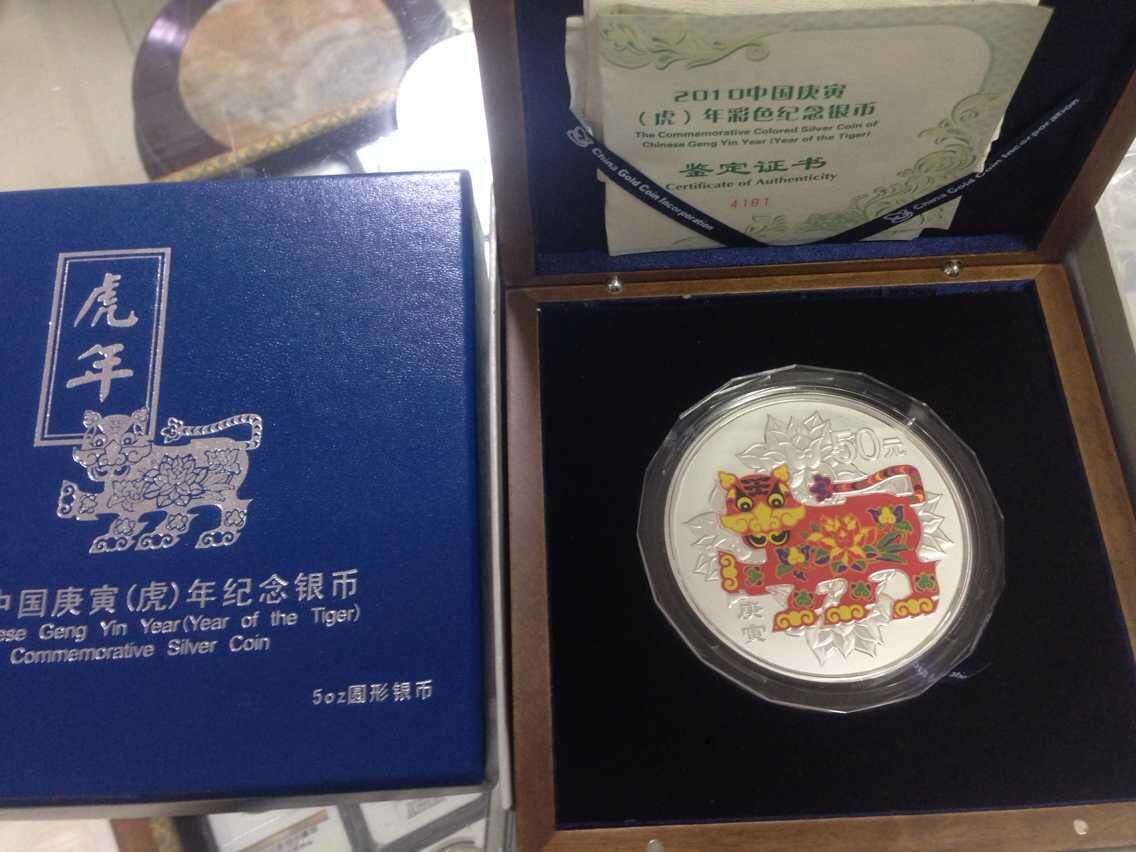 虎
年
中国庚寅(虎)年纪念银币
ese Geng Yin Year(Year of the Tiger)
Commemorative Silver Coin
5oz圆形银币
2010中国庚寅
(虎)年彩色纪念银币
The Commemorative Colored Silver Coin of
Chinese Geng Yin Year (Year of the Tiger)
鉴定证书
Certificate of Authenticity
4181
China Gold Coin Incorporation
China Gold Coin Incorporation
50元
庚
寅